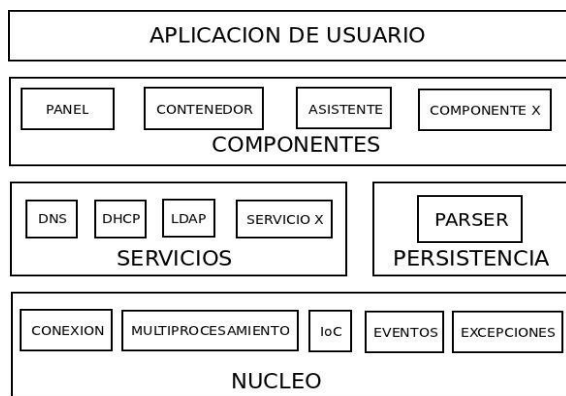 APLICACION DE USUARIO
PANEL CONTENEDOR ASISTENTE COMPONENTE X
COMPONENTES
DNS DHCP LDAP SERVICIO X
SERVICIOS
PARSER
PERSISTENCIA
CONEXION MULTIPROCESAMIENTO IoC EVENTOS EXCEPCIONES
NUCLEO